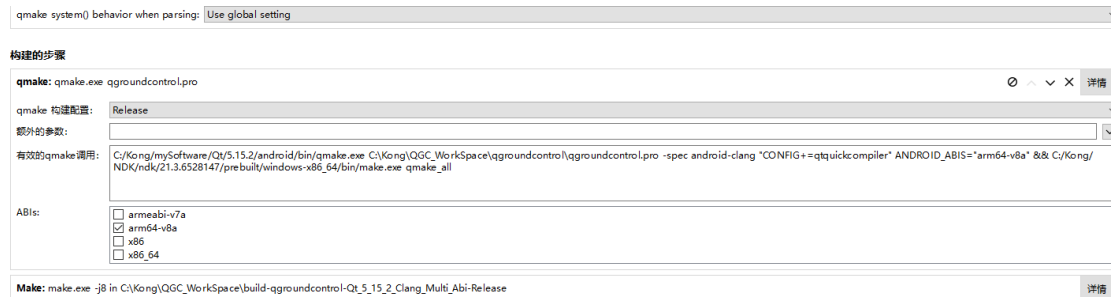 qmake system() behavior when parsing: Use global setting
构建的步骤
qmake: qmake.exe qgroundcontrol.pro 详情
qmake 构建配置: Release
额外的参数:
有效的qmake调用: C:/Kong/mySoftware/Qt/5.15.2/android/bin/qmake.exe C:\Kong\QGC_WorkSpace\qgroundcontrol\qgroundcontrol.pro -spec android-clang "CONFIG+=qtquickcompiler" ANDROID_ABIS="arm64-v8a" && C:/Kong/
NDK/ndk/21.3.6528147/prebuilt/windows-x86_64/bin/make.exe qmake_all
ABIs: armeabi-v7a
arm64-v8a
x86
x86_64
Make: make.exe -j8 in C:\Kong\QGC_WorkSpace\build-qgroundcontrol-Qt_5_15_2_Clang_Multi_Abi-Release 详情